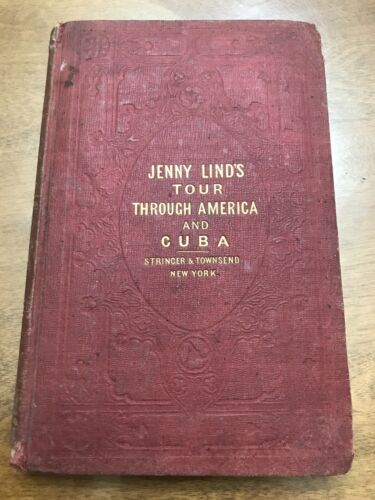 JENNY LIND'S
TOUR
THROUGH AMERICA
AND
CUBA
STRINGER & TOWNSEND
NEW YORK.